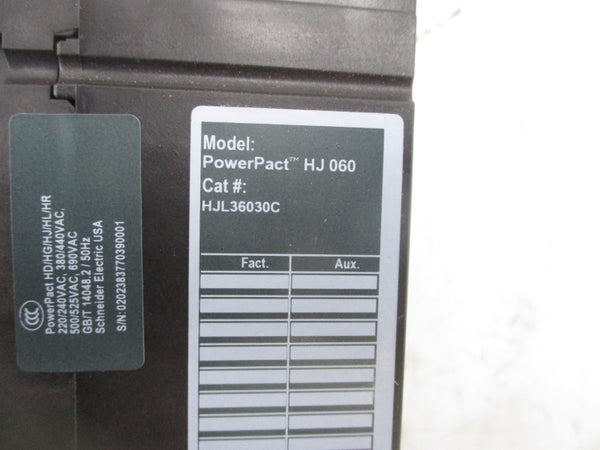 Model:
PowerPact™ HJ 060
Cat #:
HJL36030C
Fact. Aux.
CCC
PowerPact HD/HG/HJ/HL/HR
220/240VAC, 380/440VAC,
500/525VAC, 690VAC
GB/T 14048.2 / 50Hz
Schneider Electric USA
S/N:0202383770390001